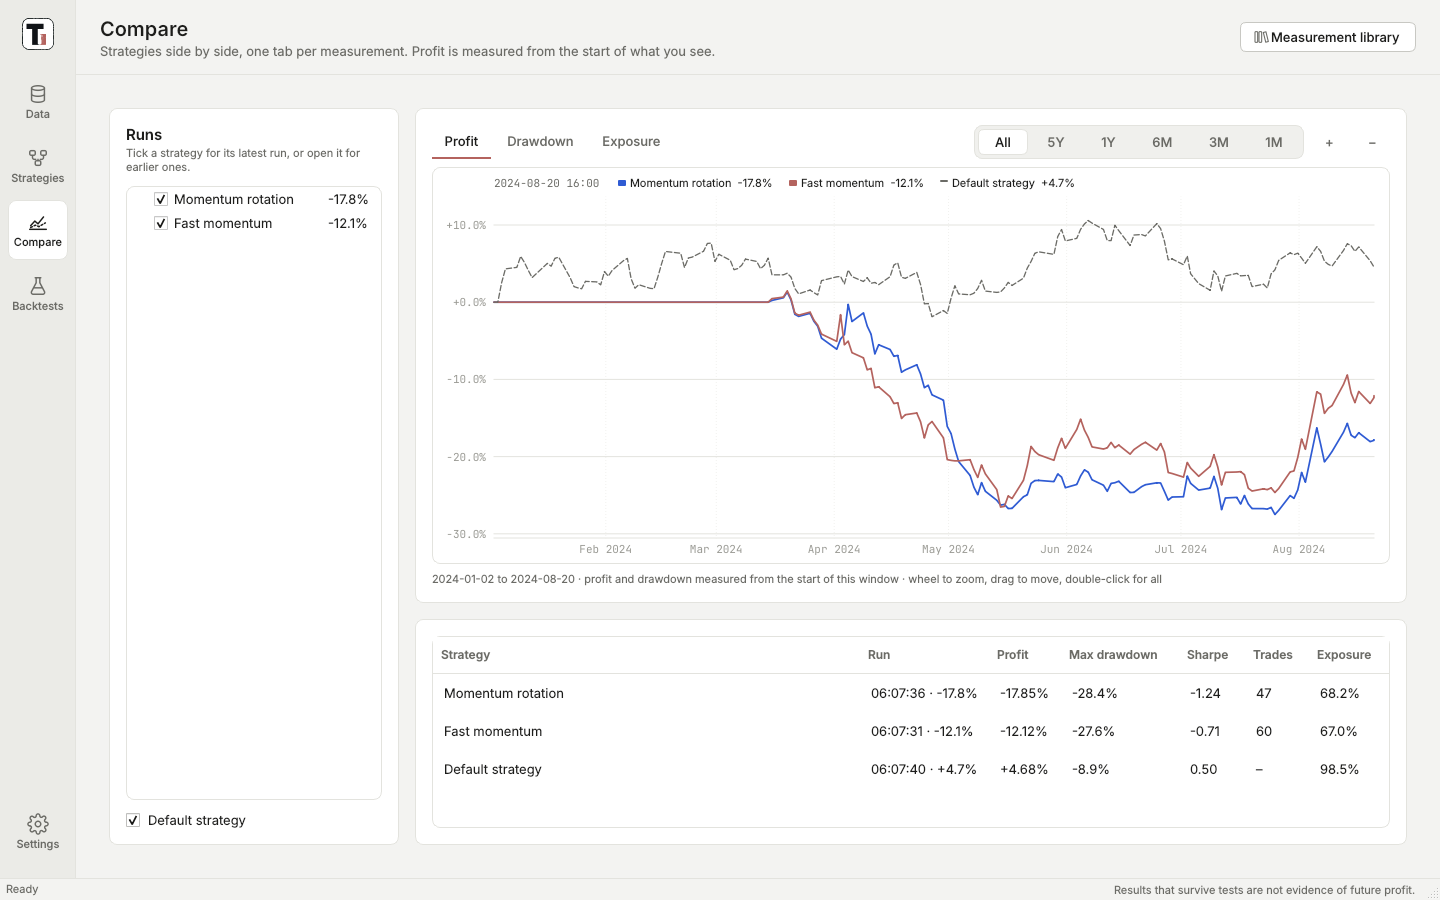 Compare
Strategies side by side, one tab per measurement. Profit is measured from the start of what you see.
Measurement library
Data
Strategies
Compare
Backtests
Settings
Runs
Tick a strategy for its latest run, or open it for
earlier ones.
Momentum rotation -17.8%
Fast momentum -12.1%
Default strategy
Profit Drawdown Exposure
All 5Y 1Y 6M 3M 1M + −
2024-08-20 16:00 Momentum rotation -17.8% Fast momentum -12.1% Default strategy +4.7%
+10.0%
+0.0%
-10.0%
-20.0%
-30.0%
Feb 2024 Mar 2024 Apr 2024 May 2024 Jun 2024 Jul 2024 Aug 2024
2024-01-02 to 2024-08-20 · profit and drawdown measured from the start of this window · wheel to zoom, drag to move, double-click for all
Strategy Run Profit Max drawdown Sharpe Trades Exposure
Momentum rotation 06:07:36 · -17.8% -17.85% -28.4% -1.24 47 68.2%
Fast momentum 06:07:31 · -12.1% -12.12% -27.6% -0.71 60 67.0%
Default strategy 06:07:40 · +4.7% +4.68% -8.9% 0.50 – 98.5%
Ready
Results that survive tests are not evidence of future profit.